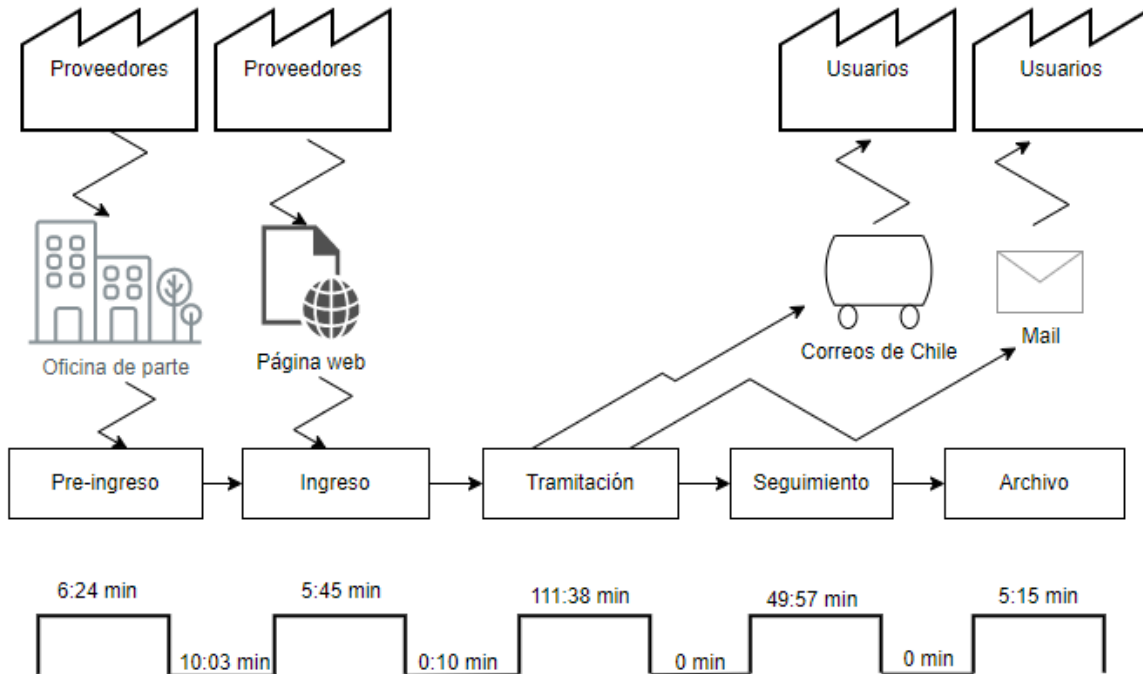 Proveedores
Proveedores
Usuarios
Usuarios
Oficina de parte
Página web
Correos de Chile
Mail
Pre-ingreso
Ingreso
Tramitación
Seguimiento
Archivo
6:24 min
5:45 min
111:38 min
49:57 min
5:15 min
10:03 min
0:10 min
0 min
0 min